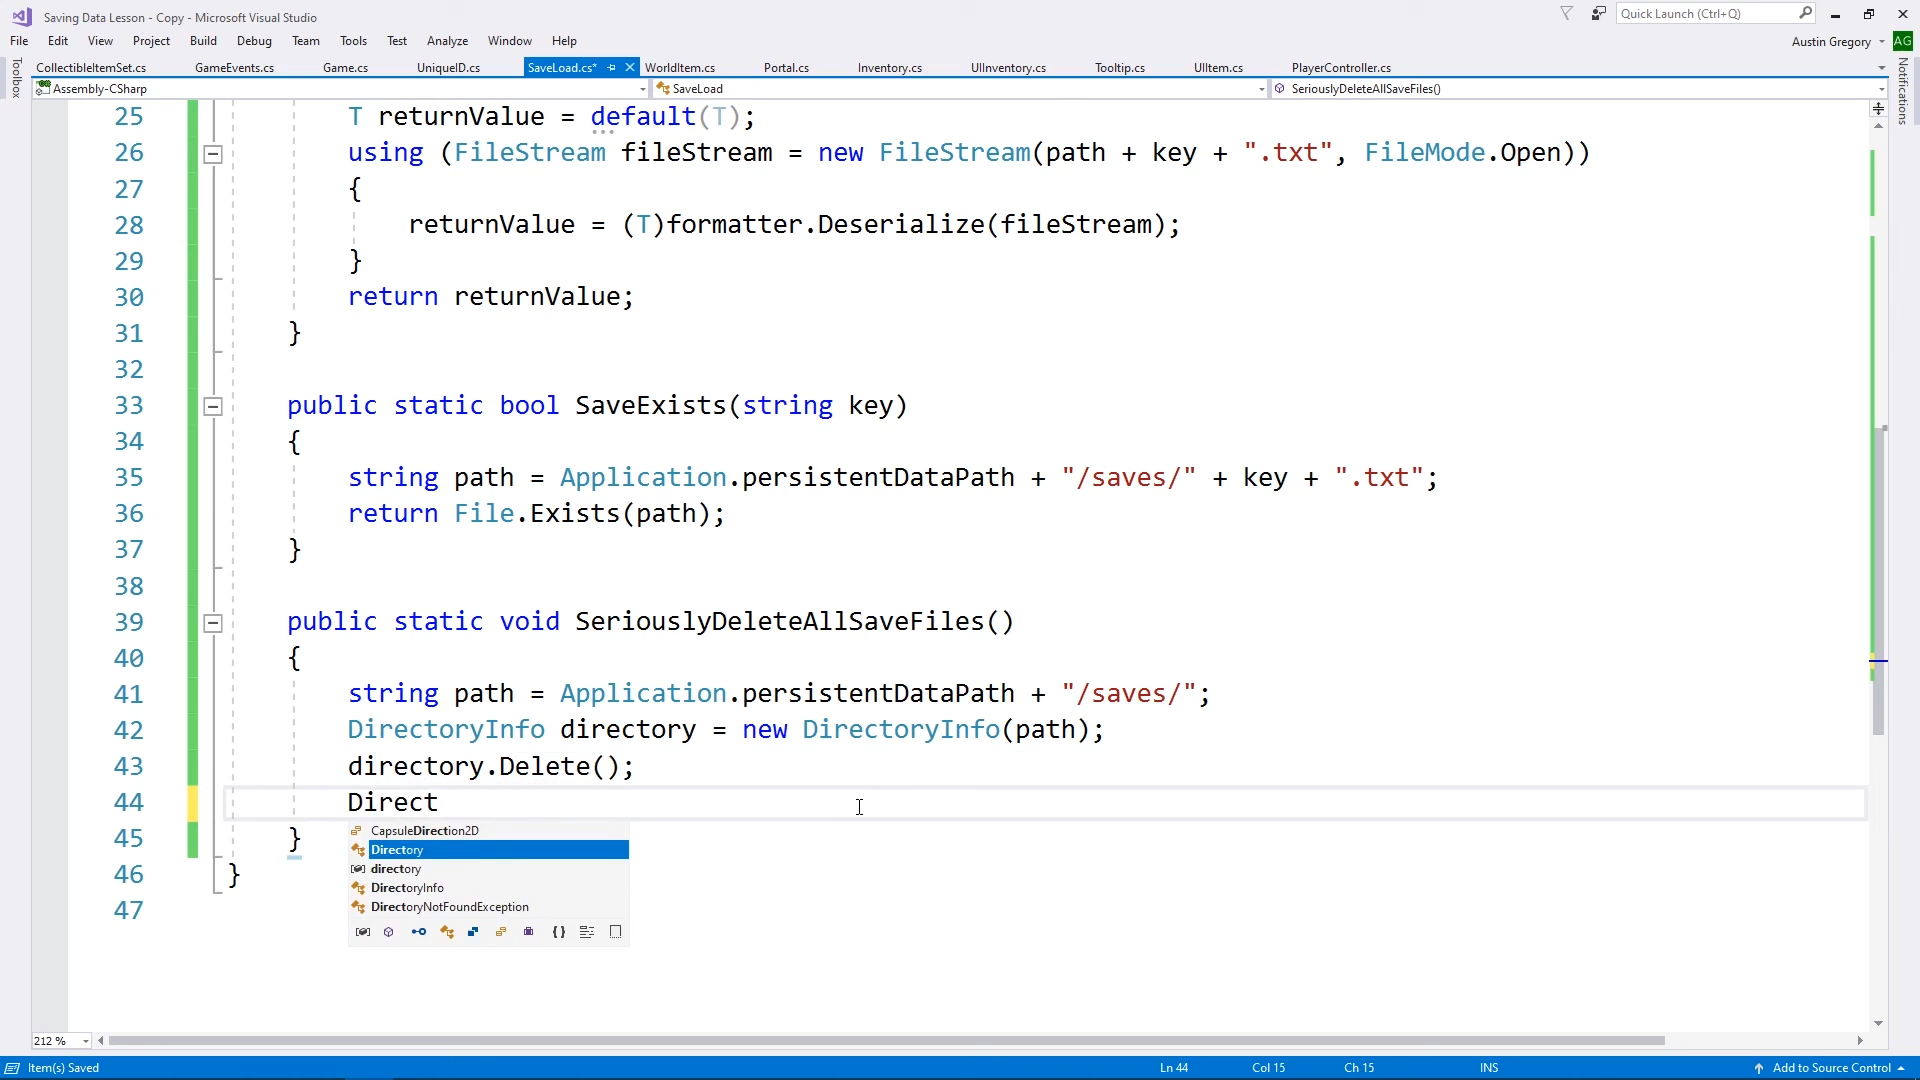 Saving Data Lesson - Copy - Microsoft Visual Studio
Quick Launch (Ctrl+Q)
File Edit View Project Build Debug Team Tools Test Analyze Window Help
Austin Gregory AG
Toolbox
CollectibleItemSet.cs GameEvents.cs Game.cs UniqueID.cs SaveLoad.cs* WorldItem.cs Portal.cs Inventory.cs UIInventory.cs Tooltip.cs UIItem.cs PlayerController.cs
Notifications
Assembly-CSharp SaveLoad SeriouslyDeleteAllSaveFiles()
25 T returnValue = default(T);
26 using (FileStream fileStream = new FileStream(path + key + ".txt", FileMode.Open))
27 {
28 returnValue = (T)formatter.Deserialize(fileStream);
29 }
30 return returnValue;
31 }
32
33 public static bool SaveExists(string key)
34 {
35 string path = Application.persistentDataPath + "/saves/" + key + ".txt";
36 return File.Exists(path);
37 }
38
39 public static void SeriouslyDeleteAllSaveFiles()
40 {
41 string path = Application.persistentDataPath + "/saves/";
42 DirectoryInfo directory = new DirectoryInfo(path);
43 directory.Delete();
44 Direct
45 }
46 }
47
CapsuleDirection2D
Directory
directory
DirectoryInfo
DirectoryNotFoundException
212 %
Item(s) Saved Ln 44 Col 15 Ch 15 INS Add to Source Control